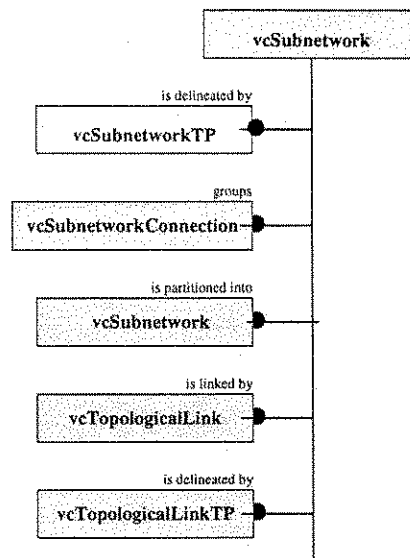 vcSubnetwork
is delineated by
vcSubnetworkTP
groups
vcSubnetworkConnection
is partitioned into
vcSubnetwork
is linked by
vcTopologicalLink
is delineated by
vcTopologicalLinkTP